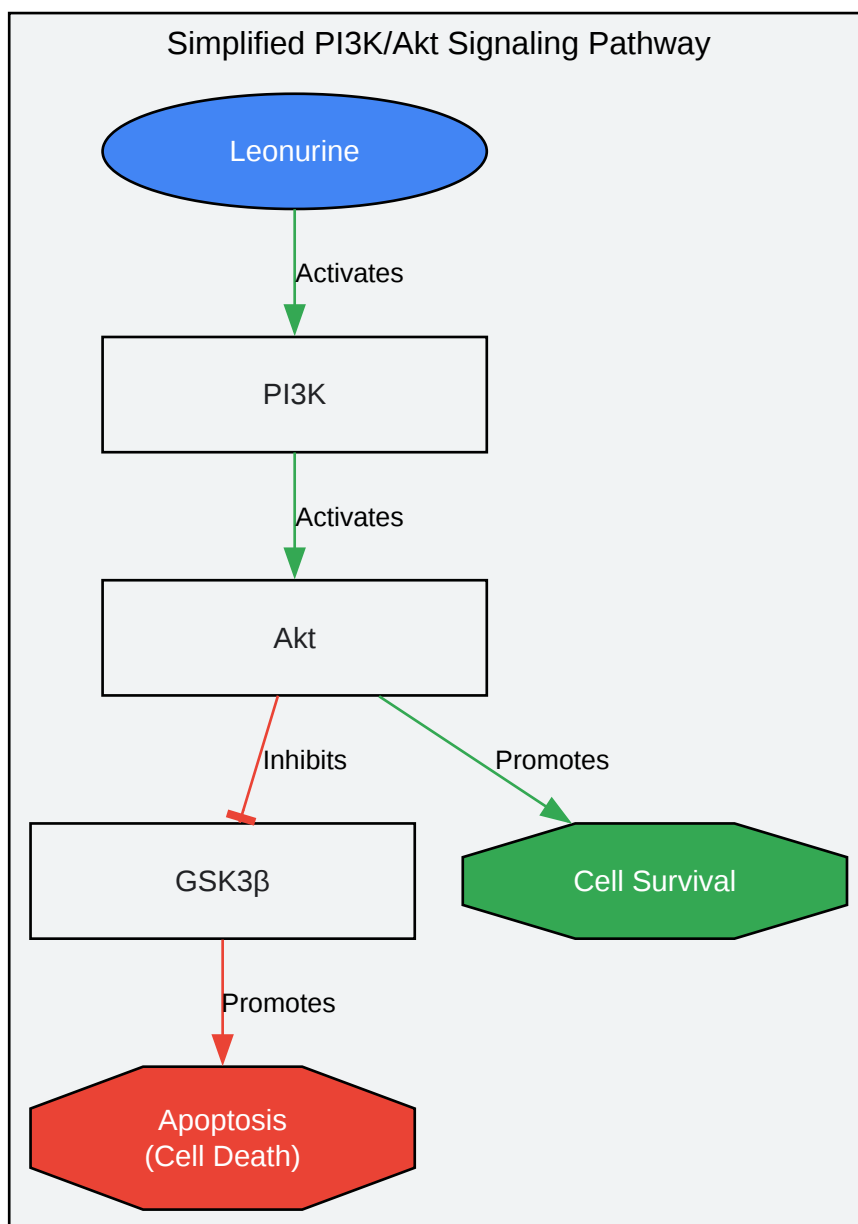 Simplified PI3K/Akt Signaling Pathway
Leonurine
Activates
PI3K
Activates
Akt
Inhibits
Promotes
GSK3β
Cell Survival
Promotes
Apoptosis
(Cell Death)